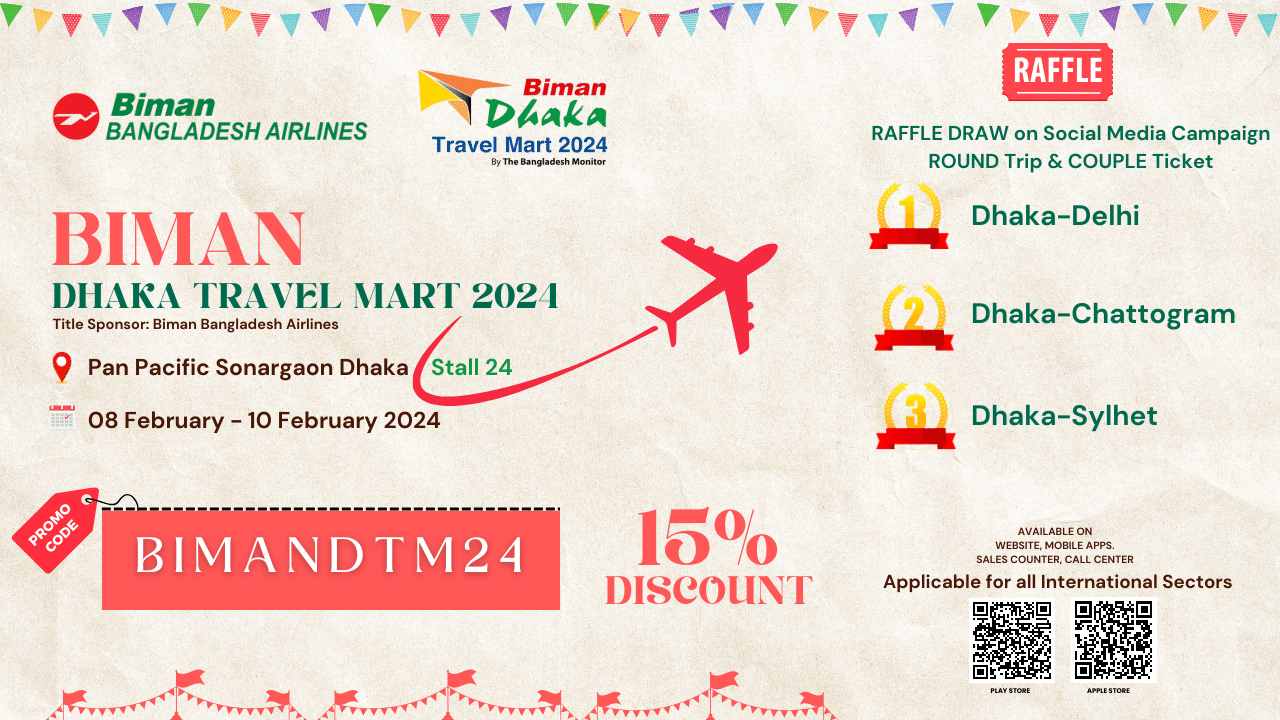 Biman
BANGLADESH AIRLINES
Biman
Dhaka
Travel Mart 2024
By The Bangladesh Monitor
BIMAN
DHAKA TRAVEL MART 2024
Title Sponsor: Biman Bangladesh Airlines
Pan Pacific Sonargaon Dhaka Stall 24
08 February - 10 February 2024
PROMO
CODE
BIMANDTM24
15%
DISCOUNT
RAFFLE
RAFFLE DRAW on Social Media Campaign
ROUND Trip & COUPLE Ticket
1 Dhaka-Delhi
2 Dhaka-Chattogram
3 Dhaka-Sylhet
AVAILABLE ON
WEBSITE, MOBILE APPS.
SALES COUNTER, CALL CENTER
Applicable for all International Sectors
PLAY STORE APPLE STORE